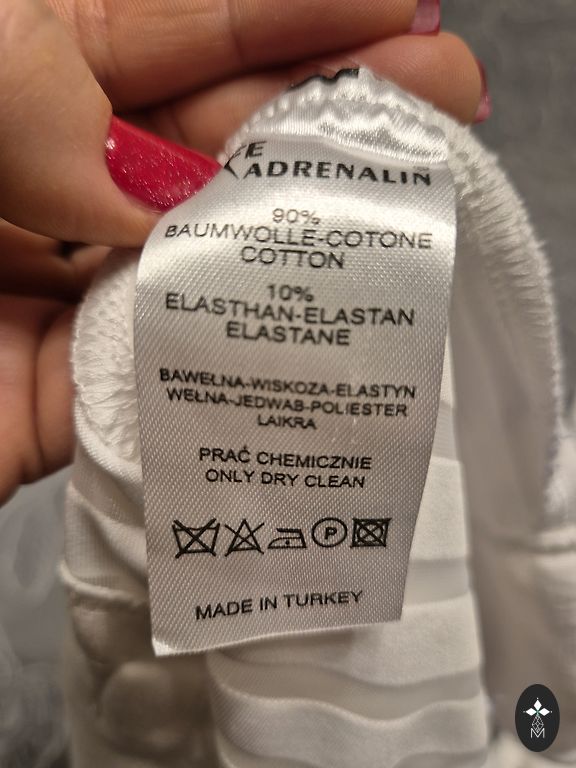 ADRENALIN
90%
BAUMWOLLE-COTONE
COTTON
10%
ELASTHAN-ELASTAN
ELASTANE
BAWEŁNA-WISKOZA-ELASTYN
WEŁNA-JEDWAB-POLIESTER
LAIKRA
PRAĆ CHEMICZNIE
ONLY DRY CLEAN
P
MADE IN TURKEY
M